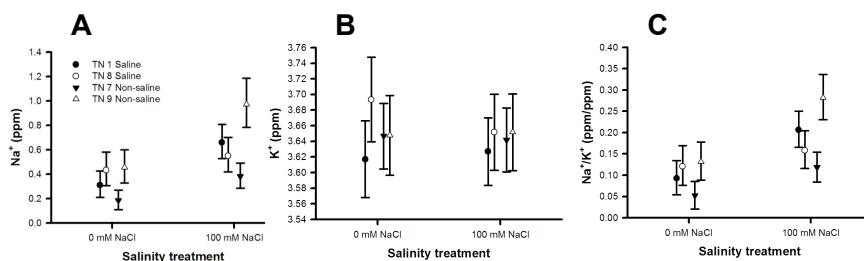 A
Na⁺ (ppm)
1.4
1.2
1.0
0.8
0.6
0.4
0.2
0.0
TN 1 Saline
TN 8 Saline
TN 7 Non-saline
TN 9 Non-saline
0 mM NaCl
100 mM NaCl
Salinity treatment
B
K⁺ (ppm)
3.76
3.74
3.72
3.70
3.68
3.66
3.64
3.62
3.60
3.58
3.56
3.54
0 mM NaCl
100 mM NaCl
Salinity treatment
C
Na⁺/K⁺ (ppm/ppm)
0.40
0.35
0.30
0.25
0.20
0.15
0.10
0.05
0.00
0 mM NaCl
100 mM NaCl
Salinity treatment